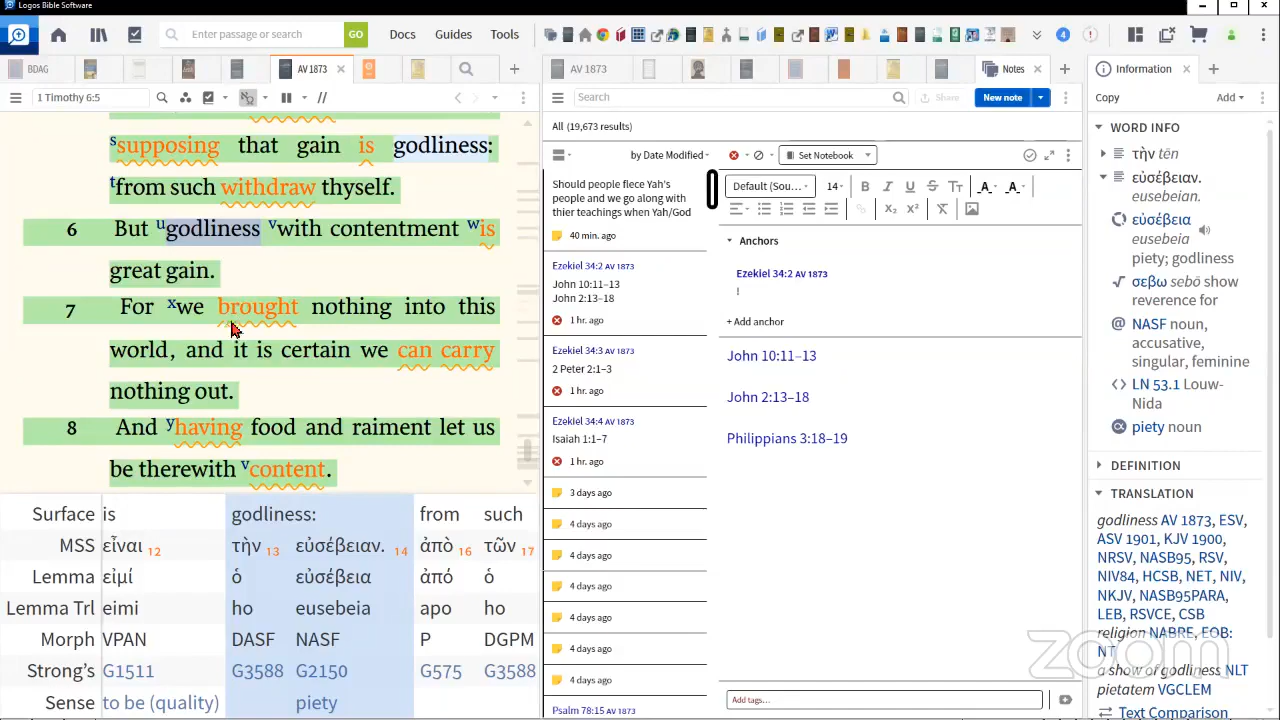 Logos Bible Software
Enter passage or search
GO
Docs
Guides
Tools
4
BDAG
AV 1873
AV 1873
Notes
Information
1 Timothy 6:5
ˢsupposing that gain is godliness:
ᵗfrom such withdraw thyself.
6 But ᵘgodliness ᵛwith contentment ʷis
great gain.
7 For ˣwe brought nothing into this
world, and it is certain we can carry
nothing out.
8 And ʸhaving food and raiment let us
be therewith ᵛcontent.
Surface is godliness: from such
MSS εἶναι 12 τὴν 13 εὐσέβειαν. 14 ἀπὸ 16 τῶν 17
Lemma εἰμί ὁ εὐσέβεια ἀπό ὁ
Lemma Trl eimi ho eusebeia apo ho
Morph VPAN DASF NASF P DGPM
Strong's G1511 G3588 G2150 G575 G3588
Sense to be (quality) piety
Search
Share
New note
All (19,673 results)
by Date Modified
Set Notebook
Should people flece Yah's
people and we go along with
thier teachings when Yah/God
40 min. ago
Ezekiel 34:2 AV 1873
John 10:11–13
John 2:13–18
1 hr. ago
Ezekiel 34:3 AV 1873
2 Peter 2:1–3
1 hr. ago
Ezekiel 34:4 AV 1873
Isaiah 1:1–7
1 hr. ago
3 days ago
4 days ago
4 days ago
4 days ago
4 days ago
4 days ago
4 days ago
Psalm 78:15 AV 1873
Default (Sou...
14
B I U S Tт A A
X₂ X²
Anchors
Ezekiel 34:2 AV 1873
!
+ Add anchor
John 10:11–13
John 2:13–18
Philippians 3:18–19
Add tags...
Copy
Add
WORD INFO
τὴν tēn
εὐσέβειαν.
eusebeian.
εὐσέβεια
eusebeia
piety; godliness
σεβω sebō show
reverence for
NASF noun,
accusative,
singular, feminine
LN 53.1 Louw-
Nida
piety noun
DEFINITION
TRANSLATION
godliness AV 1873, ESV,
ASV 1901, KJV 1900,
NRSV, NASB95, RSV,
NIV84, HCSB, NET, NIV,
NKJV, NASB95PARA,
LEB, RSVCE, CSB
religion NABRE, EOB:
NT
a show of godliness NLT
pietatem VGCLEM
Text Comparison
zoom